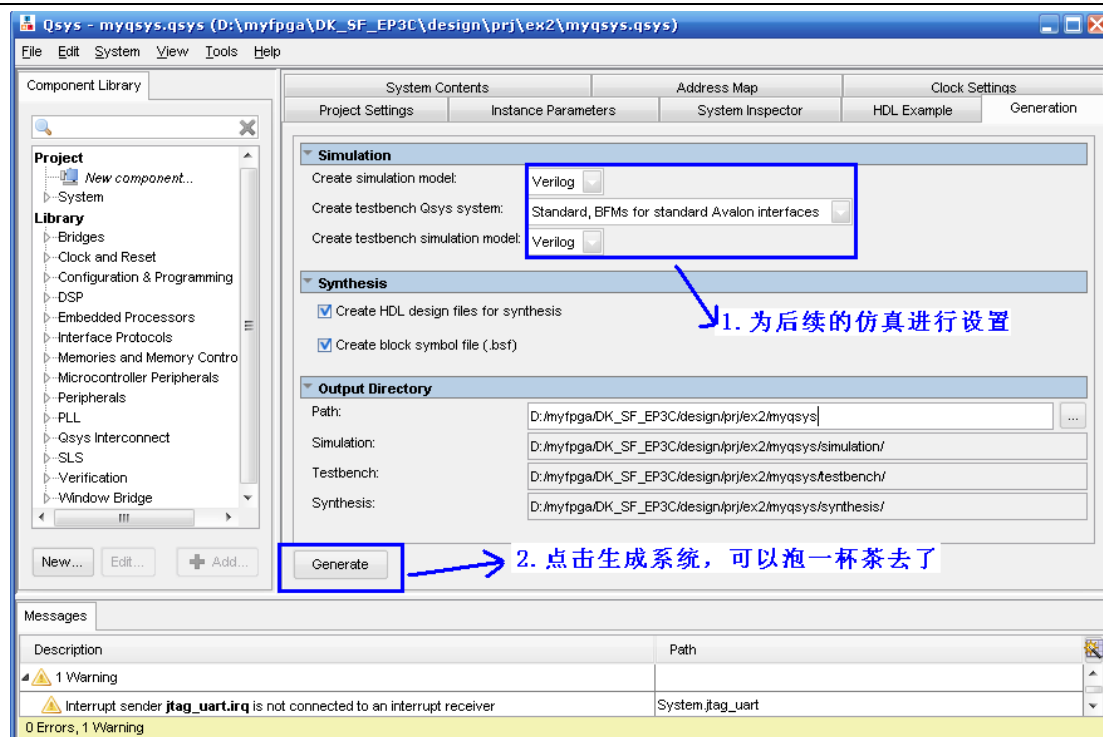 Qsys - myqsys.qsys (D:\myfpga\DK_SF_EP3C\design\prj\ex2\myqsys.qsys)
File Edit System View Tools Help
Component Library
Project
New component...
System
Library
Bridges
Clock and Reset
Configuration & Programming
DSP
Embedded Processors
Interface Protocols
Memories and Memory Contro
Microcontroller Peripherals
Peripherals
PLL
Qsys Interconnect
SLS
Verification
Window Bridge
New... Edit... Add...
System Contents Address Map Clock Settings
Project Settings Instance Parameters System Inspector HDL Example Generation
Simulation
Create simulation model: Verilog
Create testbench Qsys system: Standard, BFMs for standard Avalon interfaces
Create testbench simulation model: Verilog
Synthesis
Create HDL design files for synthesis
1. 为后续的仿真进行设置
Create block symbol file (.bsf)
Output Directory
Path: D:/myfpga/DK_SF_EP3C/design/prj/ex2/myqsys ...
Simulation: D:/myfpga/DK_SF_EP3C/design/prj/ex2/myqsys/simulation/
Testbench: D:/myfpga/DK_SF_EP3C/design/prj/ex2/myqsys/testbench/
Synthesis: D:/myfpga/DK_SF_EP3C/design/prj/ex2/myqsys/synthesis/
Generate
2. 点击生成系统，可以泡一杯茶去了
Messages
Description Path
1 Warning
Interrupt sender jtag_uart.irq is not connected to an interrupt receiver System.jtag_uart
0 Errors, 1 Warning